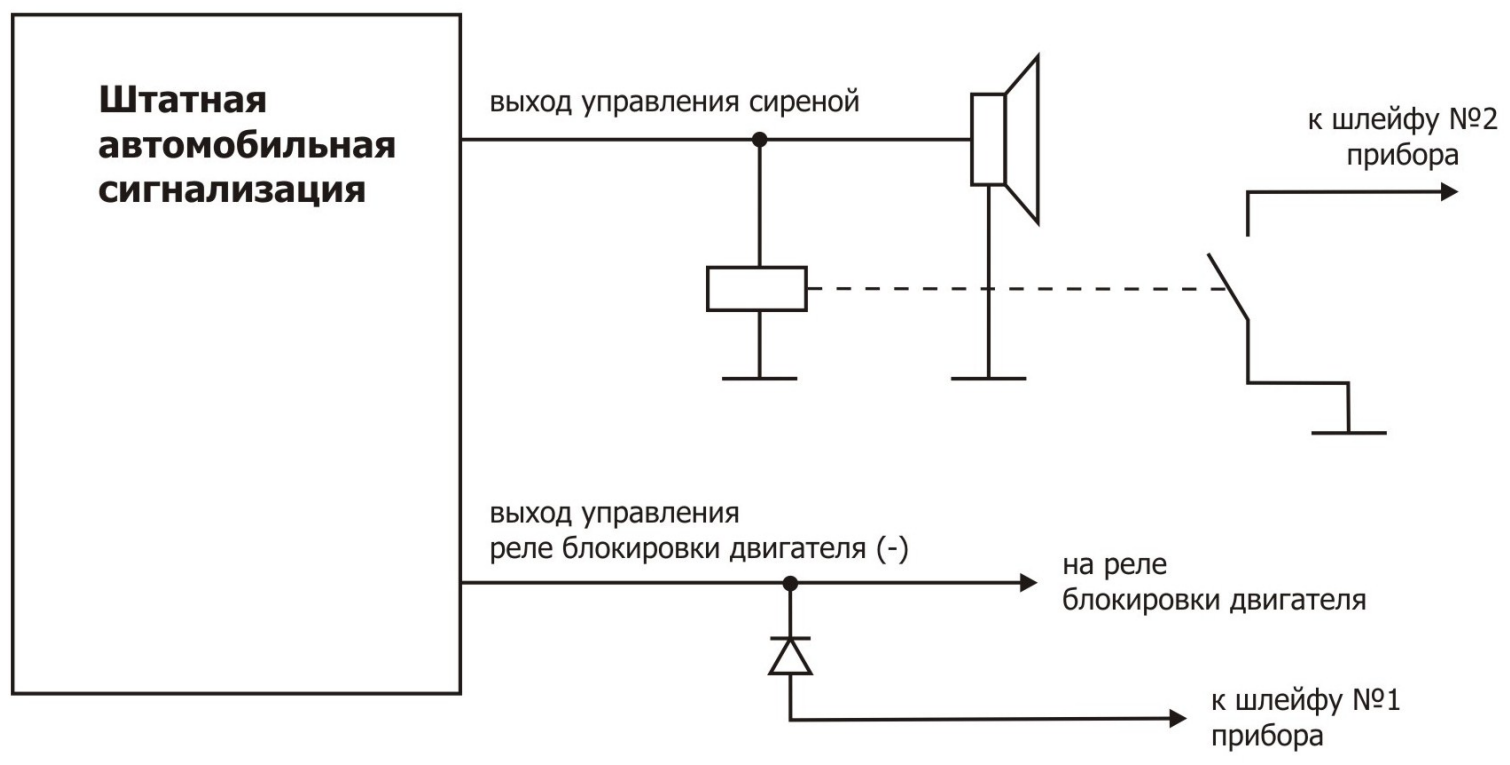 Штатная
автомобильная
сигнализация
выход управления сиреной
к шлейфу №2
прибора
выход управления
реле блокировки двигателя (-)
на реле
блокировки двигателя
к шлейфу №1
прибора